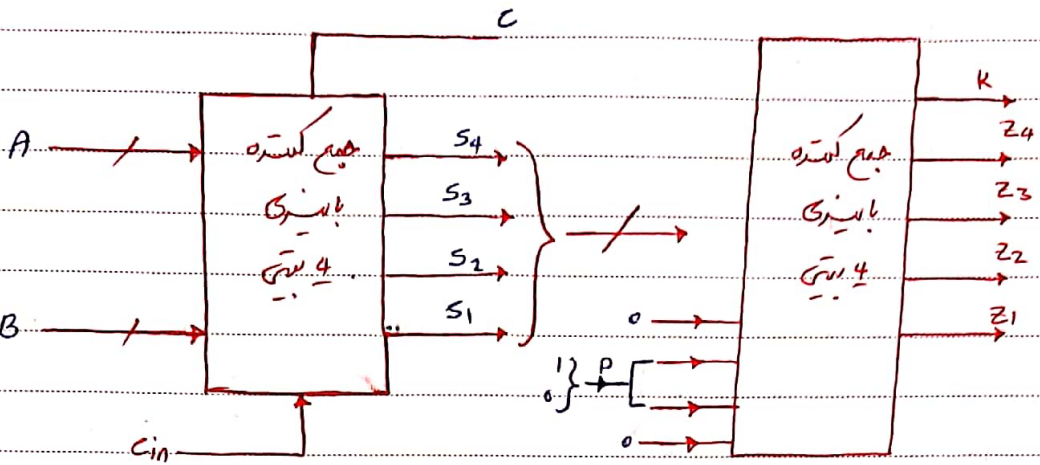 C
A
B
Cin
جمع کننده
باینری
4 بیتی
S4
S3
S2
S1
0
1
0
P
0
جمع کننده
باینری
4 بیتی
K
Z4
Z3
Z2
Z1